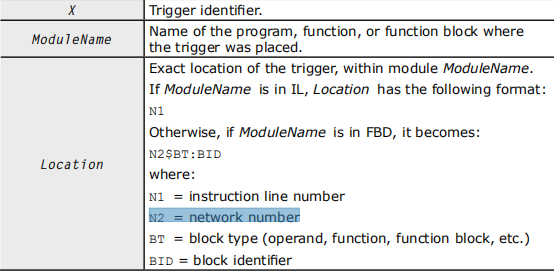 X Trigger identifier.
ModuleName Name of the program, function, or function block where
the trigger was placed.
Location Exact location of the trigger, within module ModuleName.
If ModuleName is in IL, Location has the following format:
N1
Otherwise, if ModuleName is in FBD, it becomes:
N2$BT:BID
where:
N1 = instruction line number
N2 = network number
BT = block type (operand, function, function block, etc.)
BID = block identifier